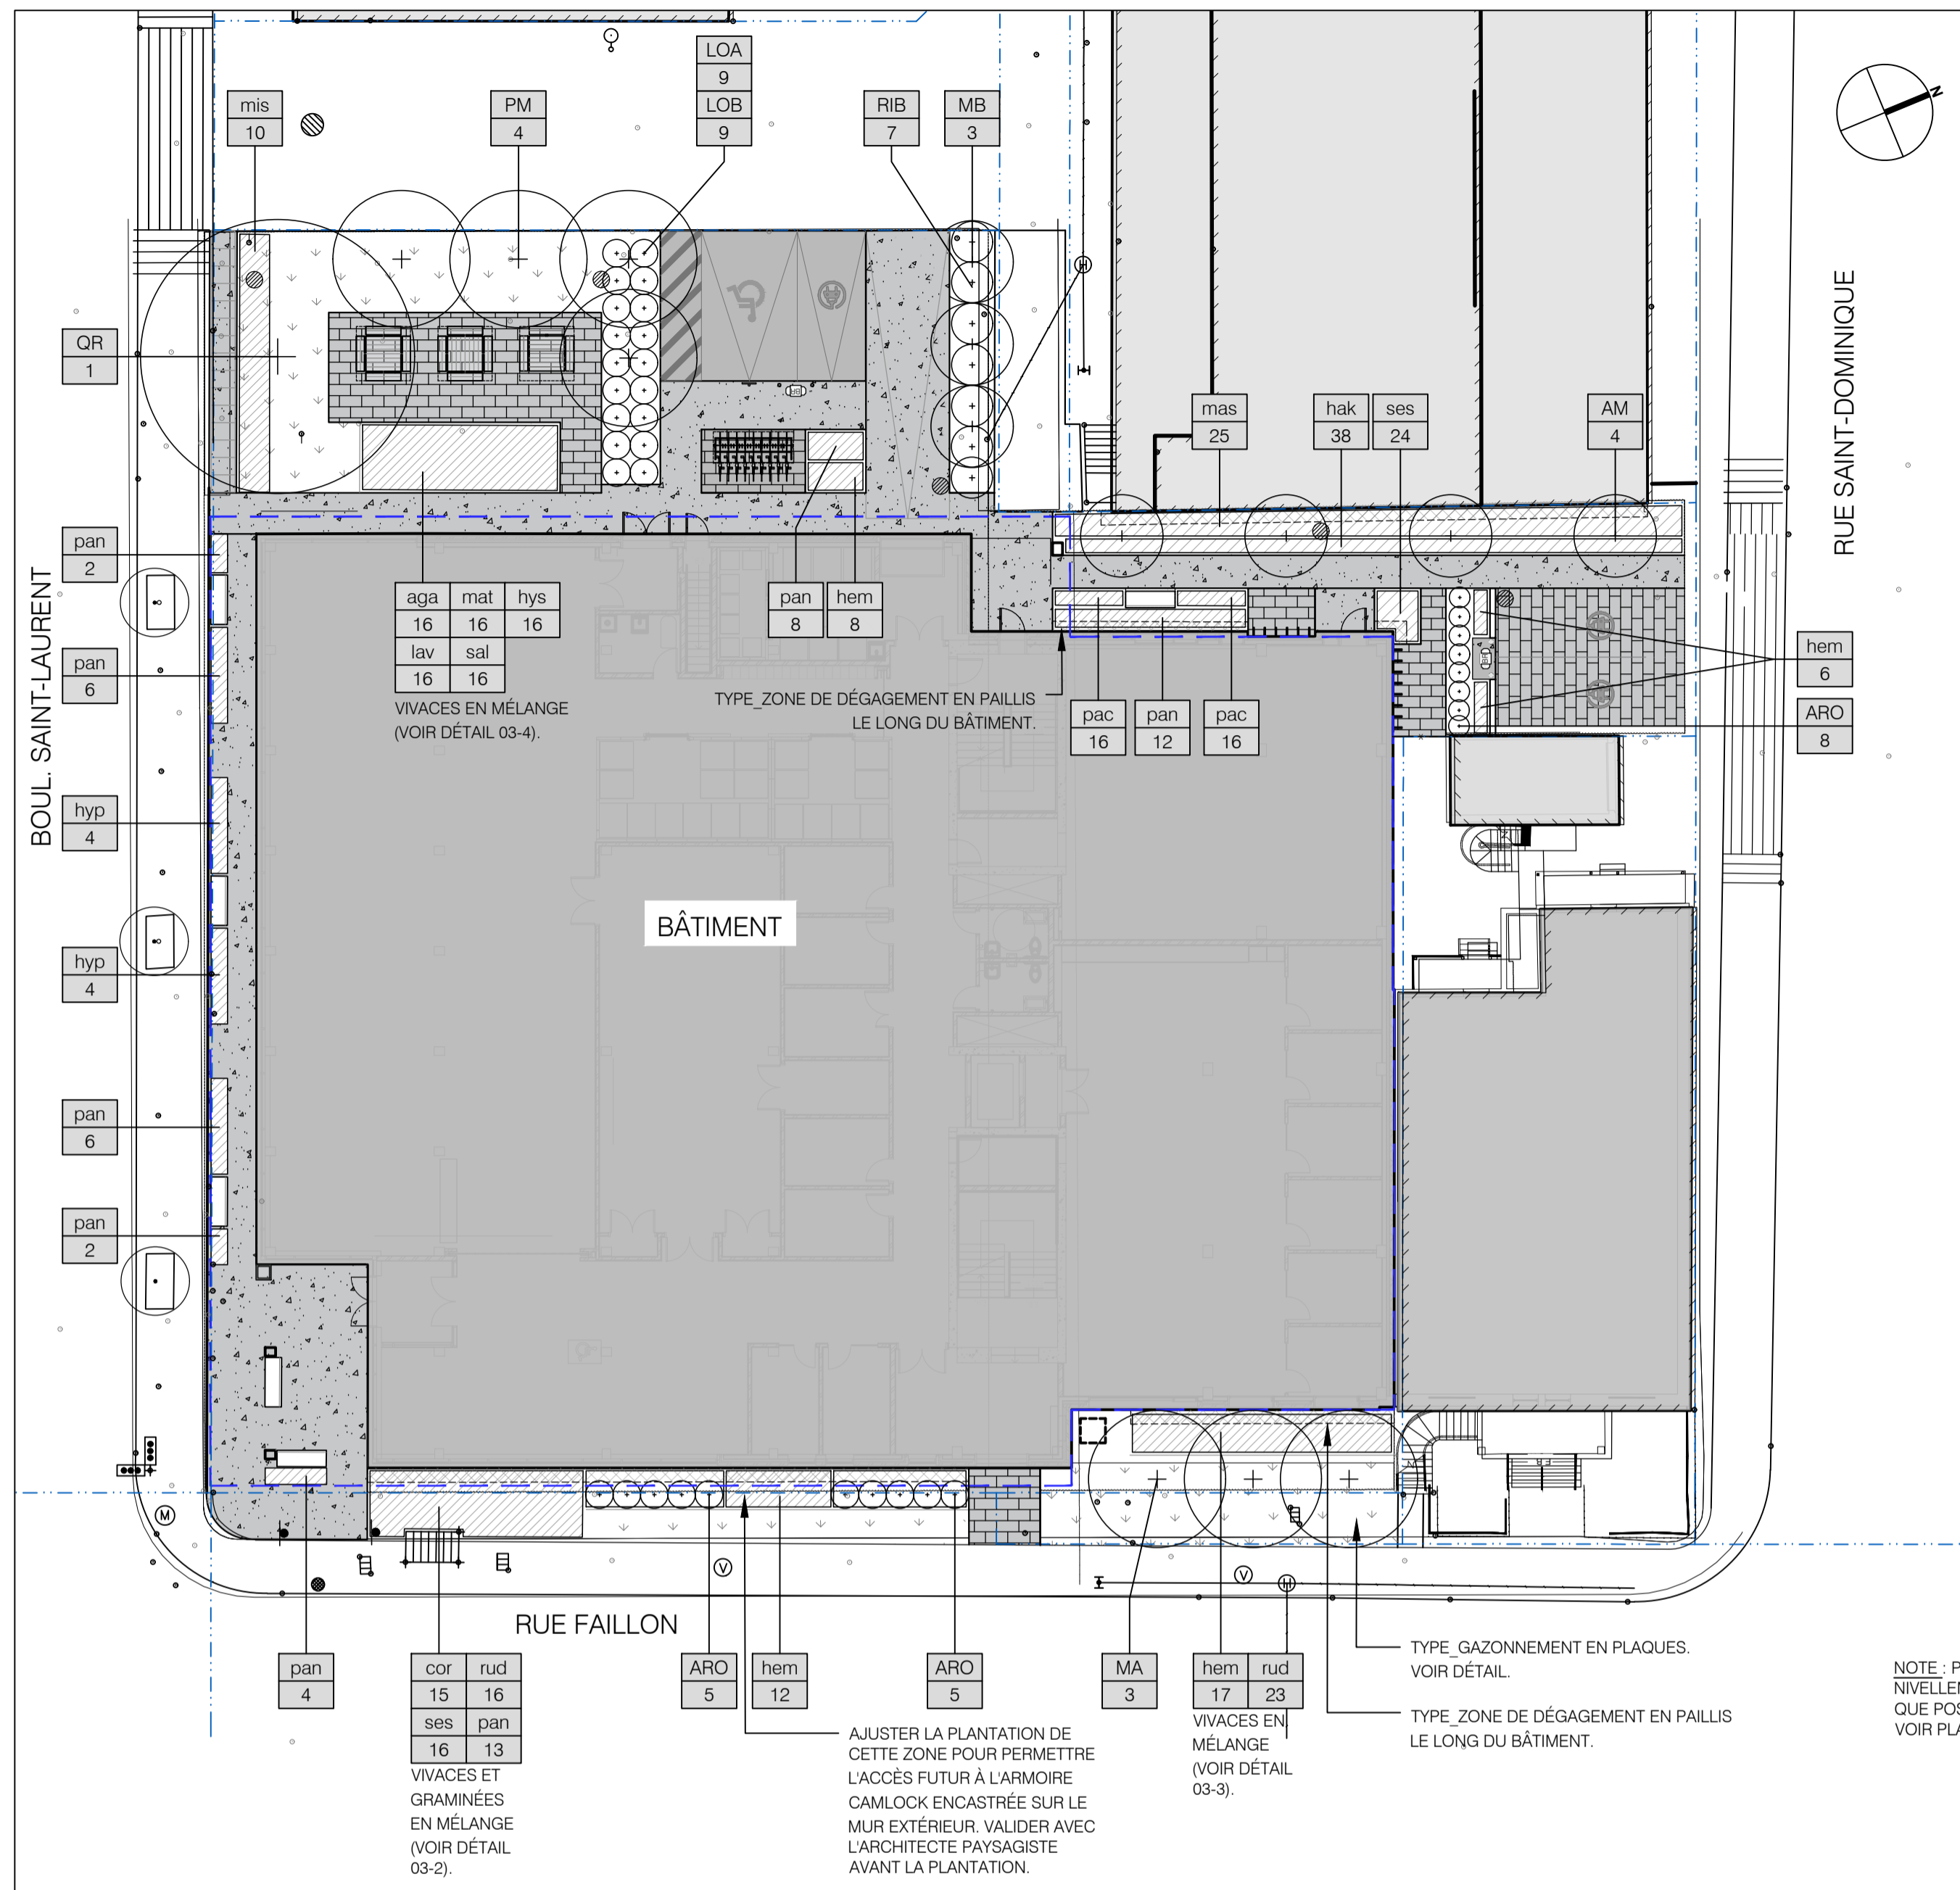 LOA
9
LOB
9
mis
10
PM
4
RIB
7
MB
3
N
QR
1
mas
25
hak
38
ses
24
AM
4
RUE SAINT-DOMINIQUE
BOUL. SAINT-LAURENT
pan
2
pan
6
hyp
4
hyp
4
pan
6
pan
2
aga mat hys
16 16 16
lav sal
16 16
VIVACES EN MÉLANGE
(VOIR DÉTAIL 03-4).
pan
8
hem
8
TYPE_ZONE DE DÉGAGEMENT EN PAILLIS
LE LONG DU BÂTIMENT.
pac
16
pan
12
pac
16
hem
6
ARO
8
BÂTIMENT
M
V
V
H
H
RUE FAILLON
pan
4
cor rud
15 16
ses pan
16 13
VIVACES ET
GRAMINÉES
EN MÉLANGE
(VOIR DÉTAIL
03-2).
ARO
5
hem
12
ARO
5
AJUSTER LA PLANTATION DE
CETTE ZONE POUR PERMETTRE
L'ACCÈS FUTUR À L'ARMOIRE
CAMLOCK ENCASTRÉE SUR LE
MUR EXTÉRIEUR. VALIDER AVEC
L'ARCHITECTE PAYSAGISTE
AVANT LA PLANTATION.
MA
3
hem rud
17 23
VIVACES EN
MÉLANGE
(VOIR DÉTAIL
03-3).
TYPE_GAZONNEMENT EN PLAQUES.
VOIR DÉTAIL.
TYPE_ZONE DE DÉGAGEMENT EN PAILLIS
LE LONG DU BÂTIMENT.
NOTE : P
NIVELLEM
QUE POS
VOIR PLA